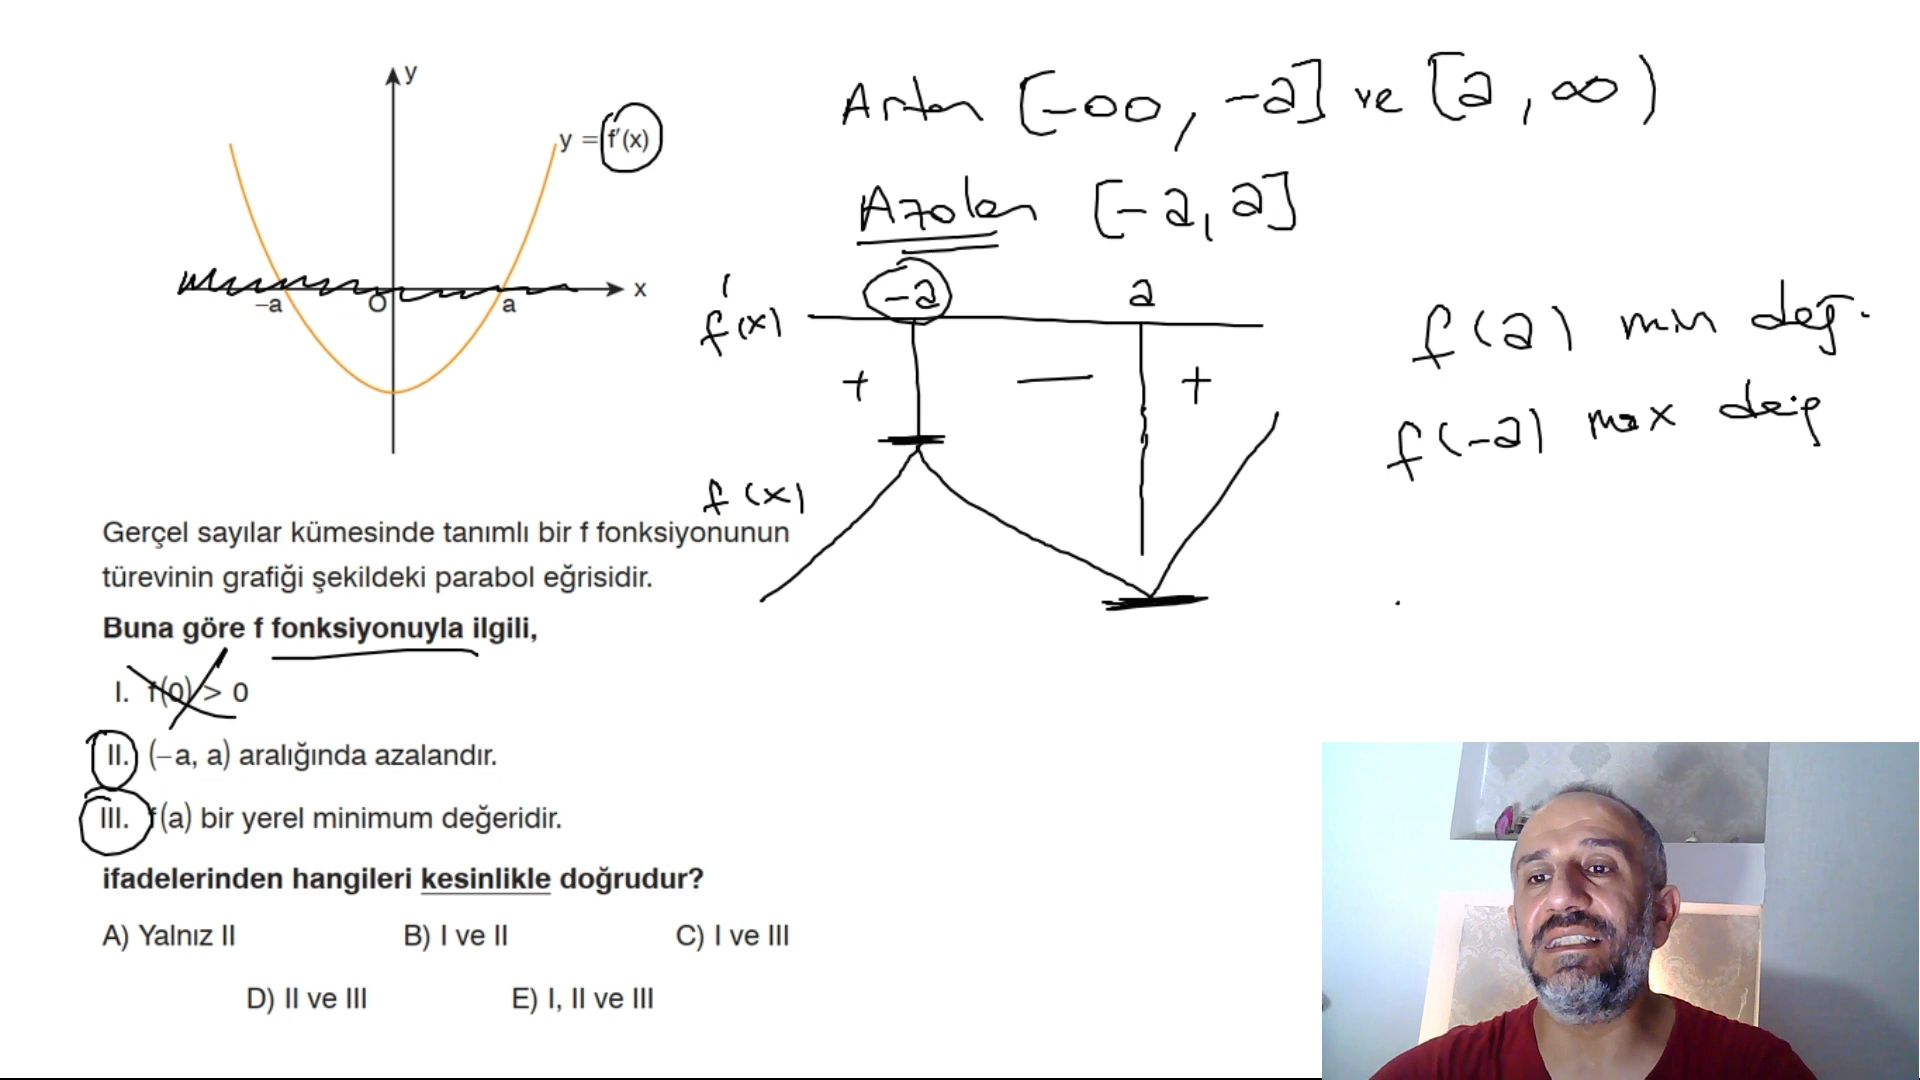 y
y = f'(x)
-a
O
a
x
Artan [-∞, -a] ve [a, ∞)
Azalan [-a, a]
f'(x)
-a
a
+
—
+
f(x)
f(a) min değ.
f(-a) max değ
Gerçel sayılar kümesinde tanımlı bir f fonksiyonunun
türevinin grafiği şekildeki parabol eğrisidir.
Buna göre f fonksiyonuyla ilgili,
I. f(0) > 0
II. (–a, a) aralığında azalandır.
III. f(a) bir yerel minimum değeridir.
ifadelerinden hangileri kesinlikle doğrudur?
A) Yalnız II B) I ve II C) I ve III
D) II ve III E) I, II ve III